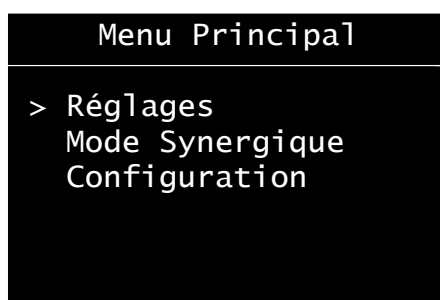 Menu Principal
> Réglages
Mode Synergique
Configuration